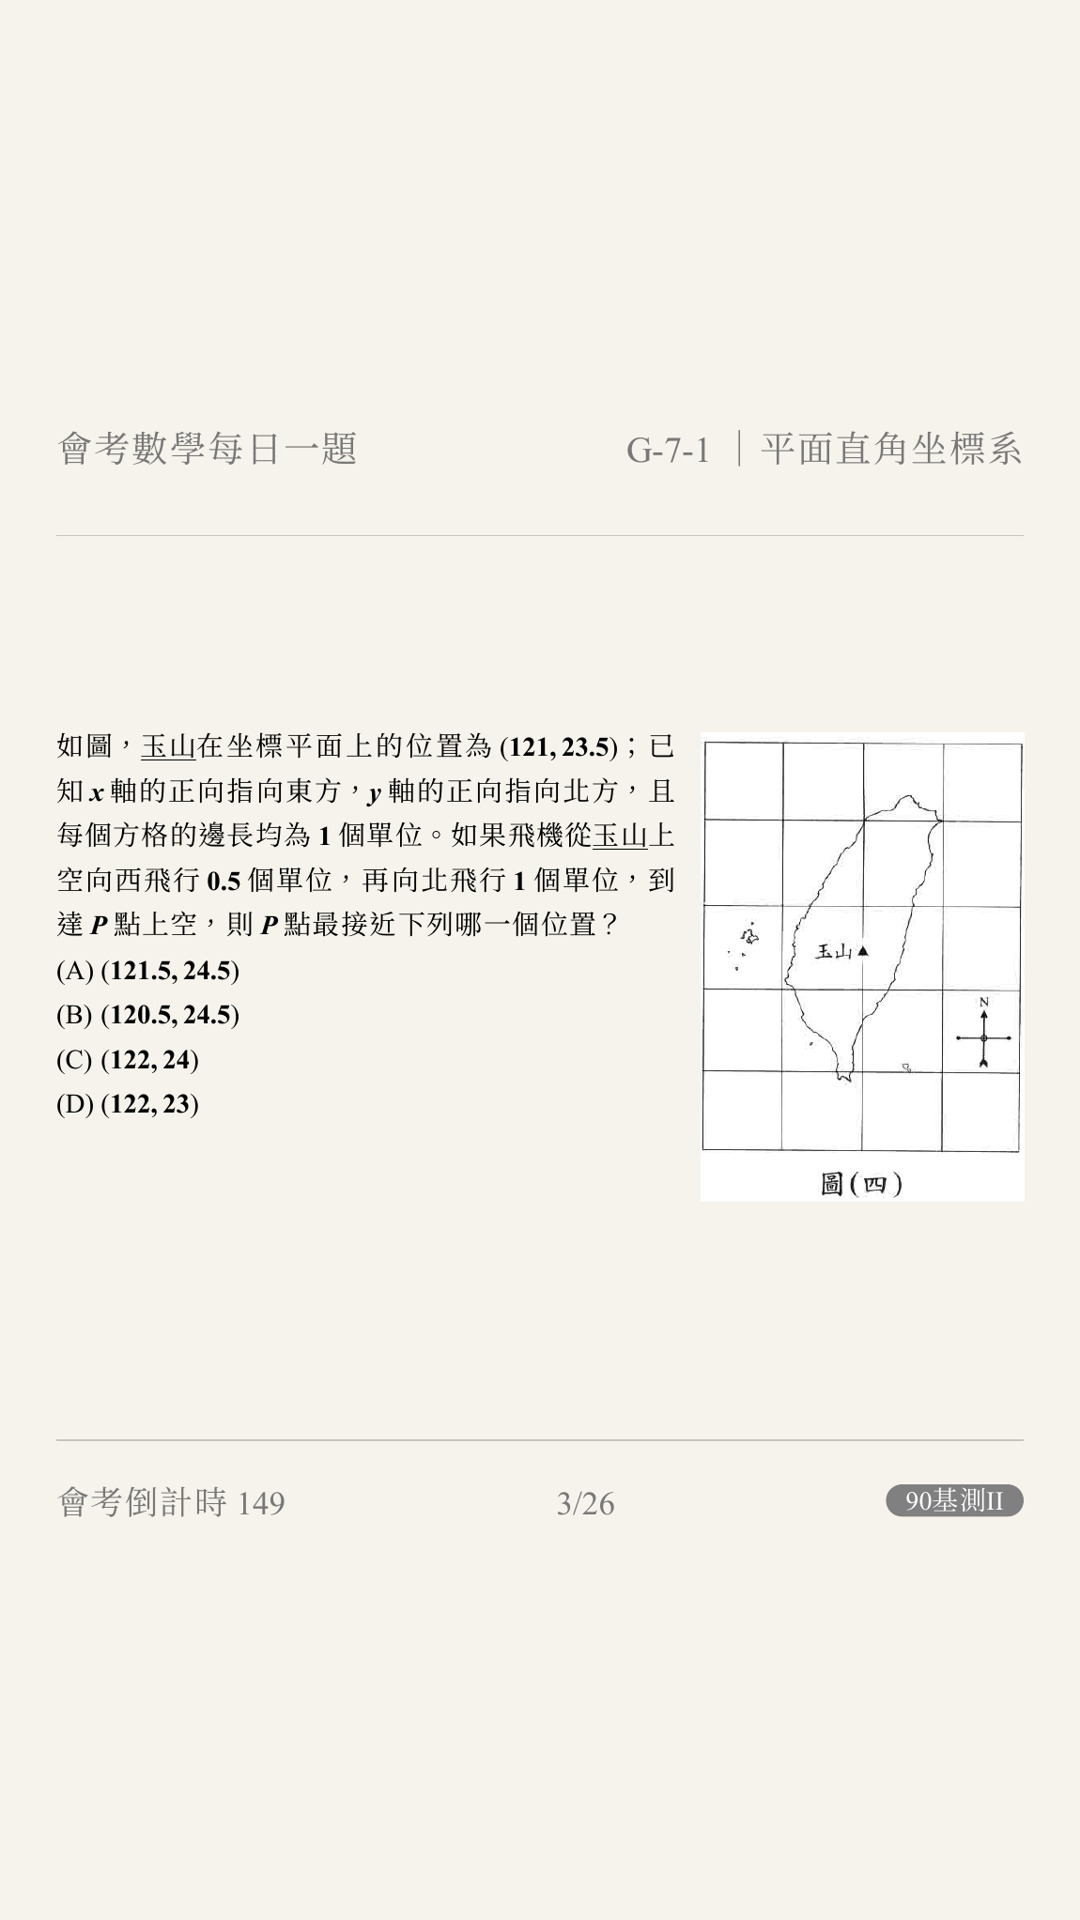 會考數學每日一題
G-7-1 | 平面直角坐標系
如圖，玉山在坐標平面上的位置為 (121, 23.5)；已
知 x 軸的正向指向東方，y 軸的正向指向北方，且
每個方格的邊長均為 1 個單位。如果飛機從玉山上
空向西飛行 0.5 個單位，再向北飛行 1 個單位，到
達 P 點上空，則 P 點最接近下列哪一個位置？
(A) (121.5, 24.5)
(B) (120.5, 24.5)
(C) (122, 24)
(D) (122, 23)
玉山
N
圖(四)
會考倒計時 149
3/26
90基測II